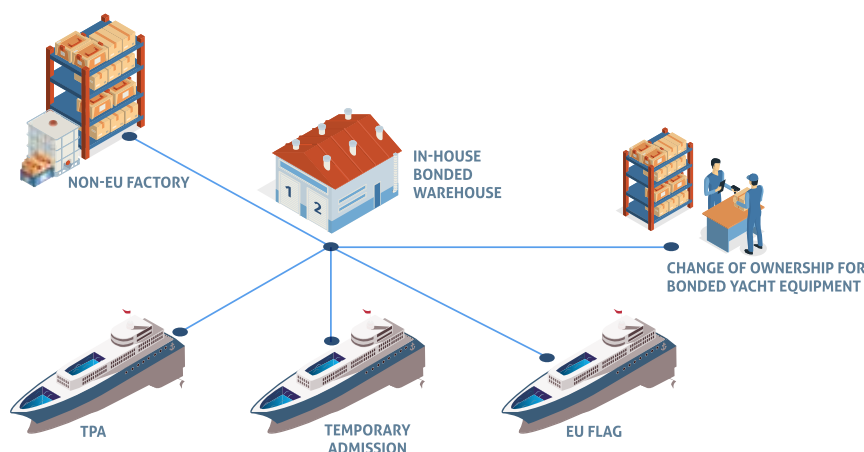 NON-EU FACTORY
1
2
IN-HOUSE
BONDED
WAREHOUSE
CHANGE OF OWNERSHIP FOR
BONDED YACHT EQUIPMENT
TPA
TEMPORARY
ADMISSION
EU FLAG